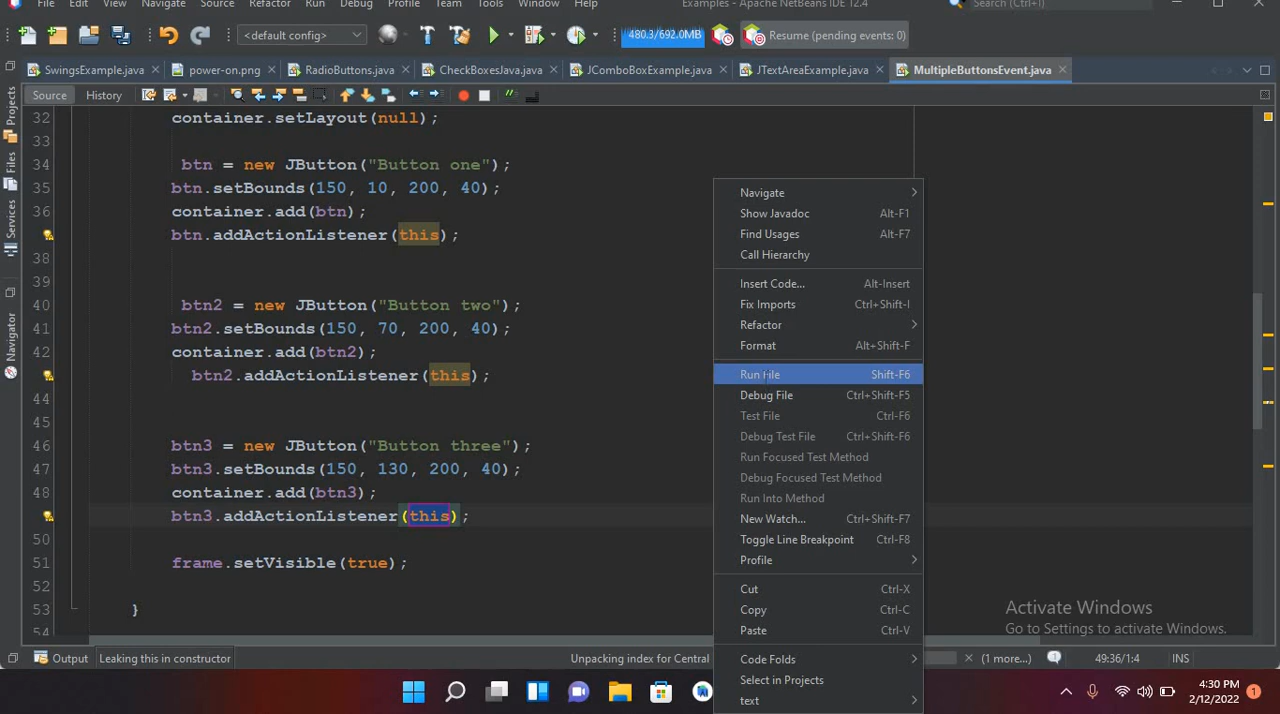 File Edit View Navigate Source Refactor Run Debug Profile Team Tools Window Help Examples - Apache NetBeans IDE 12.4 Search (Ctrl+I)
<default config> 480.3/692.0MB Resume (pending events: 0)
SwingsExample.java power-on.png RadioButtons.java CheckBoxesJava.java JComboBoxExample.java JTextAreaExample.java MultipleButtonsEvent.java
Source History
Projects
Files
Services
Navigator
32 container.setLayout(null);
33
34 btn = new JButton("Button one");
35 btn.setBounds(150, 10, 200, 40);
36 container.add(btn);
btn.addActionListener(this);
38
39
40 btn2 = new JButton("Button two");
41 btn2.setBounds(150, 70, 200, 40);
42 container.add(btn2);
btn2.addActionListener(this);
44
45
46 btn3 = new JButton("Button three");
47 btn3.setBounds(150, 130, 200, 40);
48 container.add(btn3);
btn3.addActionListener(this);
50
51 frame.setVisible(true);
52
53 }
54
Navigate
Show Javadoc Alt-F1
Find Usages Alt-F7
Call Hierarchy
Insert Code... Alt-Insert
Fix Imports Ctrl+Shift-I
Refactor
Format Alt+Shift-F
Run File Shift-F6
Debug File Ctrl+Shift-F5
Test File Ctrl-F6
Debug Test File Ctrl+Shift-F6
Run Focused Test Method
Debug Focused Test Method
Run Into Method
New Watch... Ctrl+Shift-F7
Toggle Line Breakpoint Ctrl-F8
Profile
Cut Ctrl-X
Copy Ctrl-C
Paste Ctrl-V
Code Folds
Select in Projects
text
Activate Windows
Go to Settings to activate Windows.
Output Leaking this in constructor Unpacking index for Central (1 more...) 49:36/1:4 INS
4:30 PM
2/12/2022
1